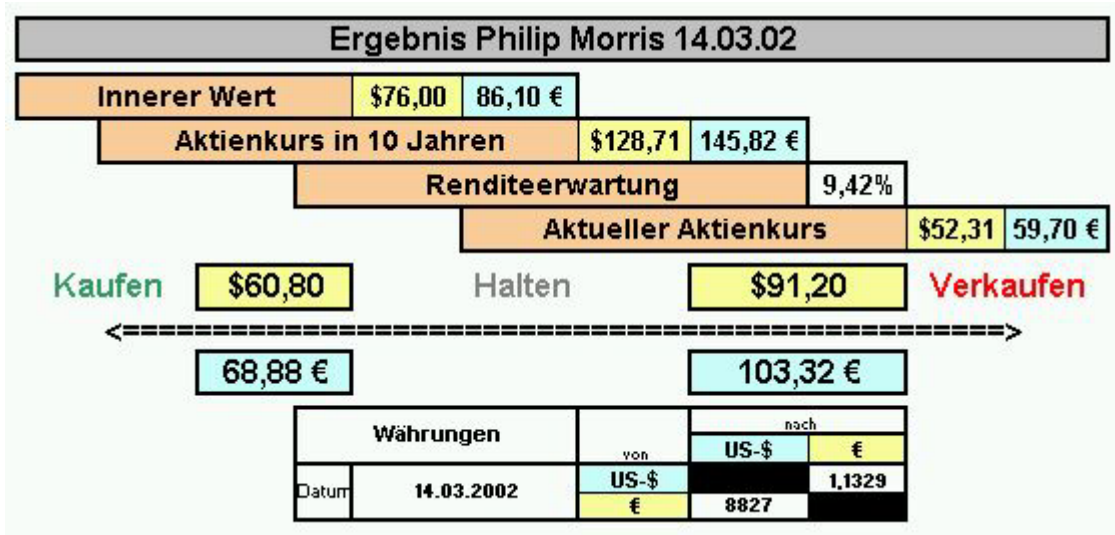 Ergebnis Philip Morris 14.03.02
Innerer Wert $76,00 86,10 €
Aktienkurs in 10 Jahren $128,71 145,82 €
Renditeerwartung 9,42%
Aktueller Aktienkurs $52,31 59,70 €
Kaufen $60,80 Halten $91,20 Verkaufen
<==================================================>
68,88 € 103,32 €
Währungen von nach
US-$ €
Datum 14.03.2002 US-$ 1,1329
€ 8827